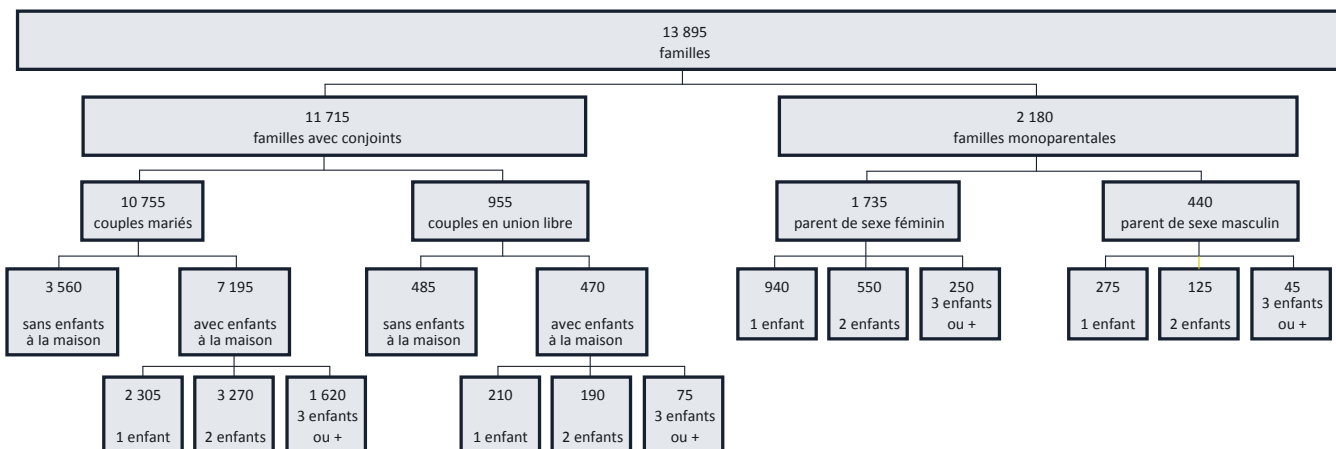 13 895
familles
11 715
familles avec conjoints
2 180
familles monoparentales
10 755
couples mariés
955
couples en union libre
1 735
parent de sexe féminin
440
parent de sexe masculin
3 560
sans enfants
à la maison
7 195
avec enfants
à la maison
485
sans enfants
à la maison
470
avec enfants
à la maison
940
1 enfant
550
2 enfants
250
3 enfants
ou +
275
1 enfant
125
2 enfants
45
3 enfants
ou +
2 305
1 enfant
3 270
2 enfants
1 620
3 enfants
ou +
210
1 enfant
190
2 enfants
75
3 enfants
ou +